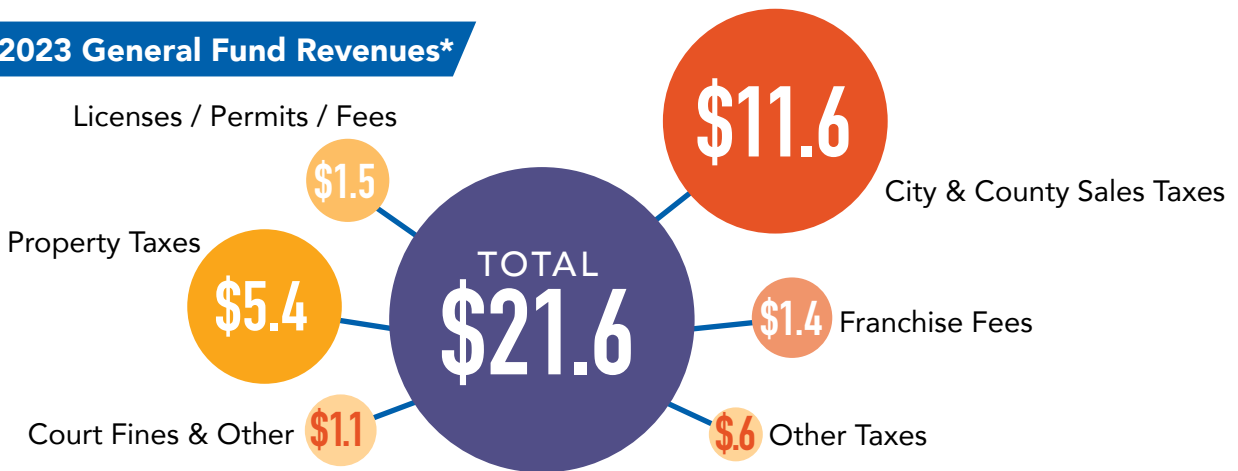 2023 General Fund Revenues*
Licenses / Permits / Fees
$1.5
Property Taxes
$5.4
Court Fines & Other
$1.1
TOTAL
$21.6
$11.6
City & County Sales Taxes
$1.4
Franchise Fees
$.6
Other Taxes